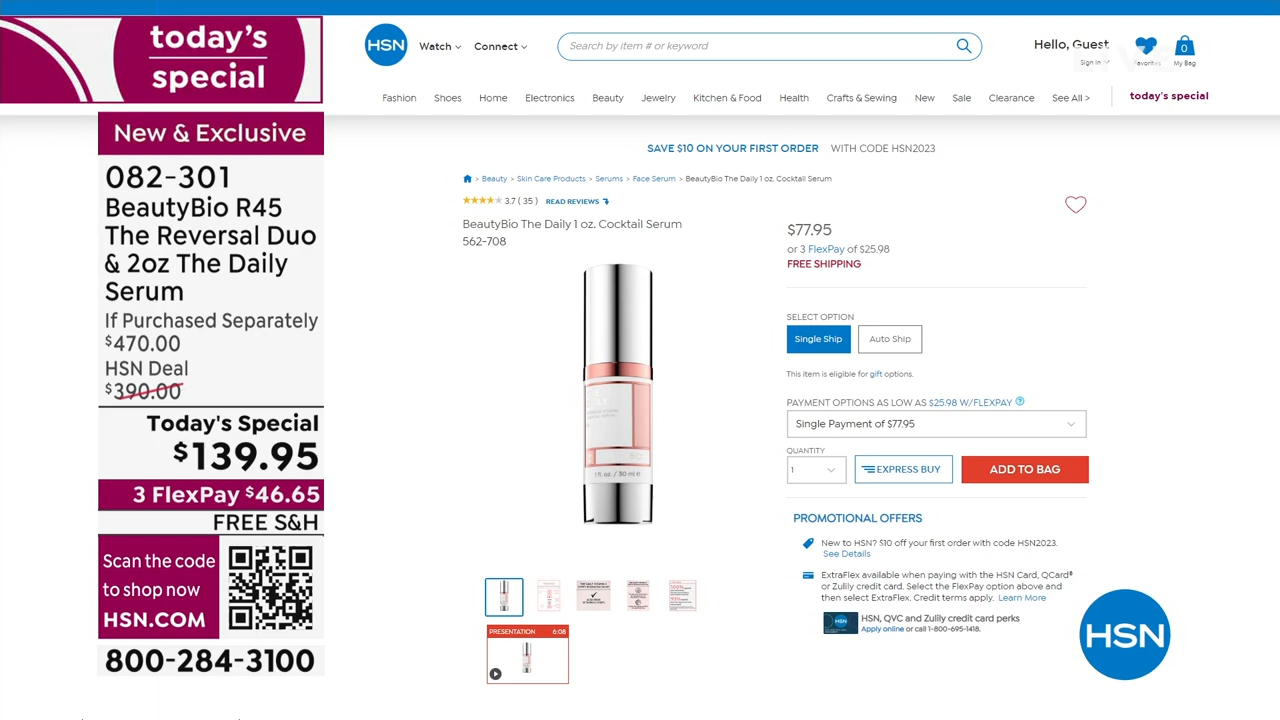 today's
special
New & Exclusive
082-301
BeautyBio R45
The Reversal Duo
& 2oz The Daily
Serum
If Purchased Separately
$470.00
HSN Deal
$390.00
Today's Special
$139.95
3 FlexPay $46.65
FREE S&H
Scan the code
to shop now
HSN.COM
800-284-3100
HSN
Watch
Connect
Search by item # or keyword
Hello, Guest
Sign In
Favorites
0
My Bag
Fashion Shoes Home Electronics Beauty Jewelry Kitchen & Food Health Crafts & Sewing New Sale Clearance See All > today's special
SAVE $10 ON YOUR FIRST ORDER WITH CODE HSN2023
> Beauty > Skin Care Products > Serums > Face Serum > BeautyBio The Daily 1 oz. Cocktail Serum
3.7 ( 35 ) READ REVIEWS
BeautyBio The Daily 1 oz. Cocktail Serum
562-708
1 fl oz. / 30 ml e
PRESENTATION 6:08
$77.95
or 3 FlexPay of $25.98
FREE SHIPPING
SELECT OPTION
Single Ship
Auto Ship
This item is eligible for gift options.
PAYMENT OPTIONS AS LOW AS $25.98 W/FLEXPAY ?
Single Payment of $77.95
QUANTITY
1
EXPRESS BUY
ADD TO BAG
PROMOTIONAL OFFERS
New to HSN? $10 off your first order with code HSN2023.
See Details
ExtraFlex available when paying with the HSN Card, QCard®
or Zulily credit card. Select the FlexPay option above and
then select ExtraFlex. Credit terms apply. Learn More
HSN, QVC and Zulily credit card perks
Apply online or call 1-800-695-1418.
HSN